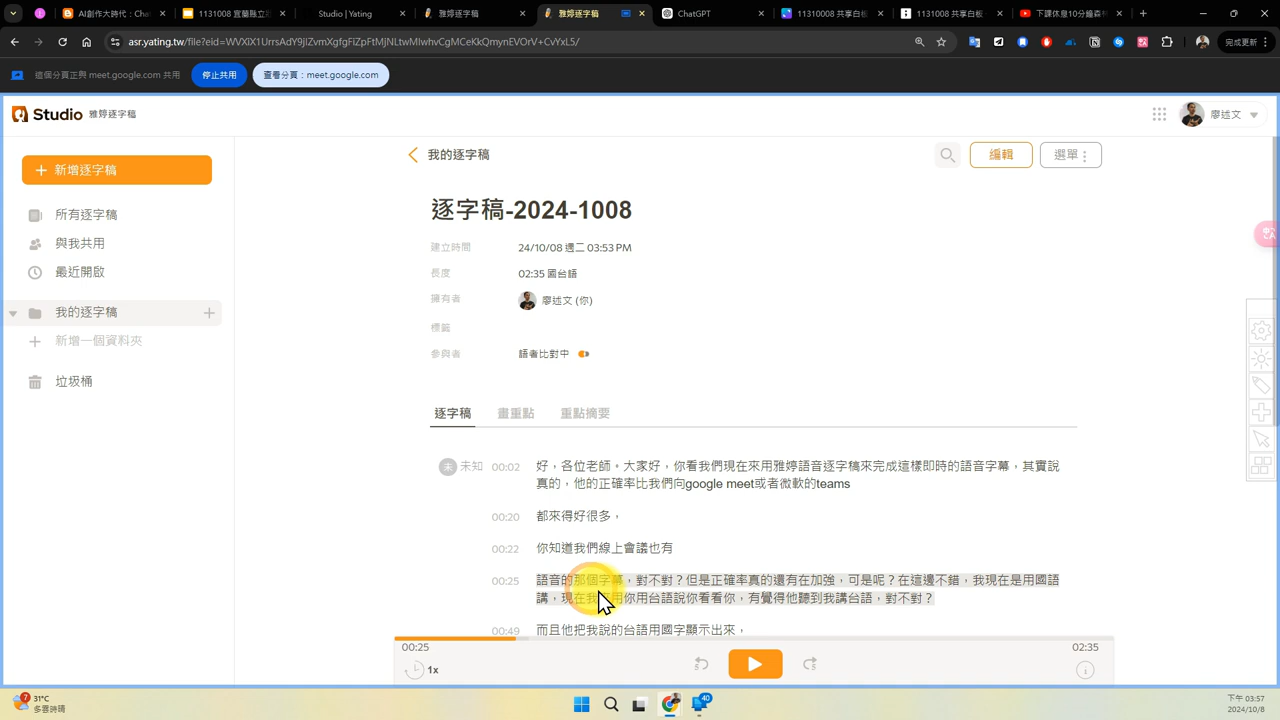 AI創作大時代：Cha
1131008 宜蘭縣立
Studio | Yating
雅婷逐字稿
雅婷逐字稿
ChatGPT
11310008 共享白板
1131008 共享白板
下課休息10分鐘森
asr.yating.tw/file?eid=WVXiX1UrrsAdY9jIZvmXgfgFiZpFtMjNLtwMlwhvCgMCeKkQmynEVOrV+CvYxL5/
完成更新
這個分頁正與 meet.google.com 共用
停止共用
查看分頁：meet.google.com
Studio 雅婷逐字稿
廖述文
新增逐字稿
所有逐字稿
與我共用
最近開啟
我的逐字稿
新增一個資料夾
垃圾桶
我的逐字稿
編輯
選單
逐字稿-2024-1008
建立時間 24/10/08 週二 03:53 PM
長度 02:35 國台語
擁有者 廖述文 (你)
標籤
參與者 語者比對中
逐字稿 畫重點 重點摘要
未 未知 00:02 好，各位老師。大家好，你看我們現在來用雅婷語音逐字稿來完成這樣即時的語音字幕，其實說
真的，他的正確率比我們向google meet或者微軟的teams
00:20 都來得好很多，
00:22 你知道我們線上會議也有
00:25 語音的那個字幕，對不對？但是正確率真的還有在加強，可是呢？在這邊不錯，我現在是用國語
講，現在我 用你用台語說你看看你，有覺得他聽到我講台語，對不對？
00:49 而且他把我說的台語用國字顯示出來，
00:25
02:35
1x
5
5
31°C
多雲時晴
7
40
下午 03:57
2024/10/8